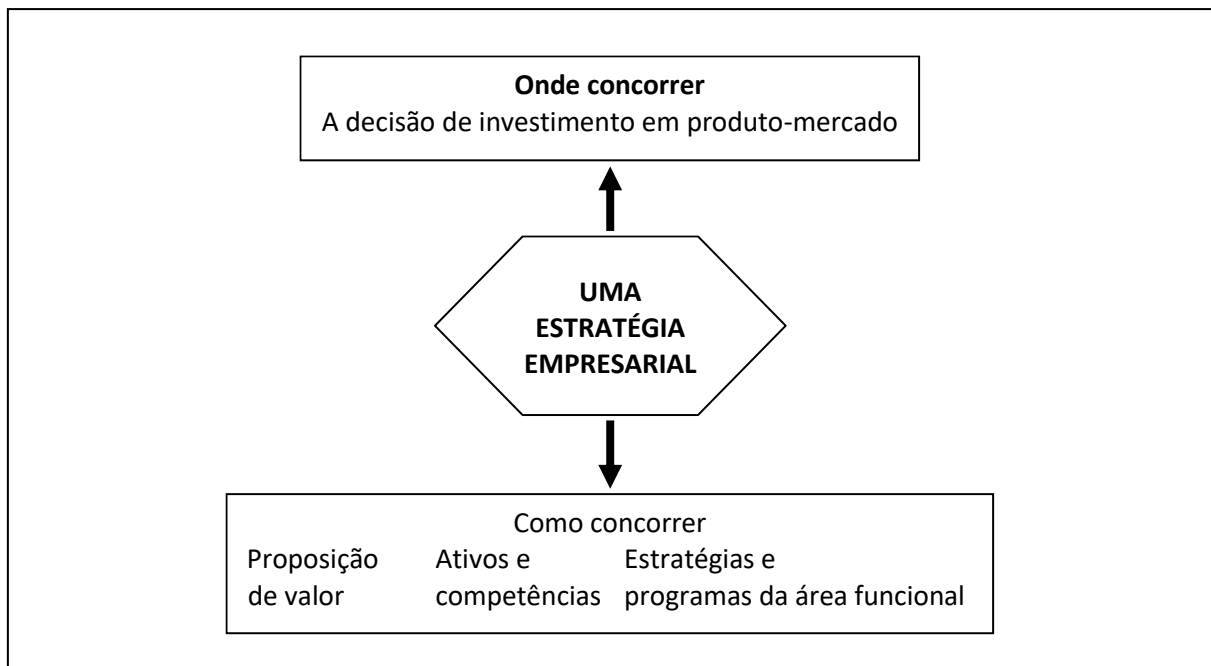 Onde concorrer
A decisão de investimento em produto-mercado
UMA
ESTRATÉGIA
EMPRESARIAL
Como concorrer
Proposição Ativos e Estratégias e
de valor competências programas da área funcional